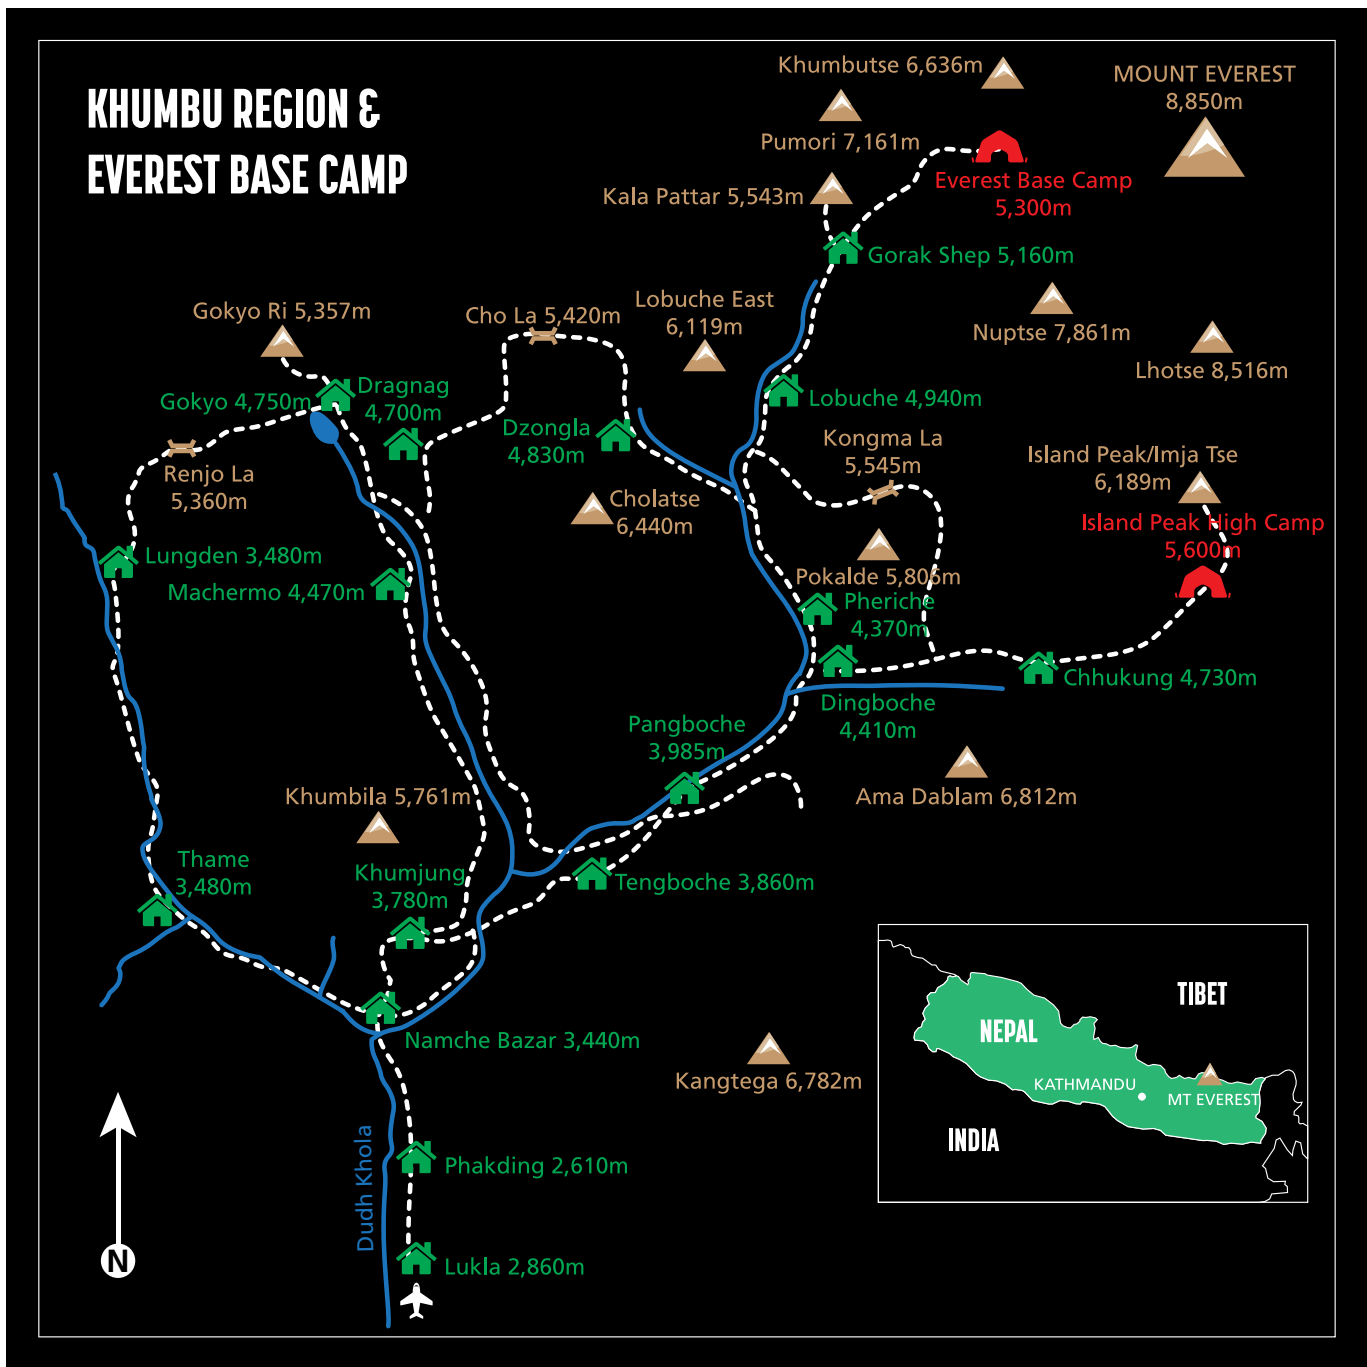 KHUMBU REGION &
EVEREST BASE CAMP
Khumbutse 6,636m
MOUNT EVEREST
8,850m
Pumori 7,161m
Everest Base Camp
5,300m
Kala Pattar 5,543m
Gorak Shep 5,160m
Gokyo Ri 5,357m
Cho La 5,420m
Lobuche East
6,119m
Nuptse 7,861m
Lhotse 8,516m
Gokyo 4,750m
Dragnag
4,700m
Lobuche 4,940m
Dzongla
4,830m
Kongma La
5,545m
Renjo La
5,360m
Island Peak/Imja Tse
6,189m
Cholatse
6,440m
Island Peak High Camp
5,600m
Lungden 3,480m
Machermo 4,470m
Pokalde 5,806m
Pheriche
4,370m
Chhukung 4,730m
Dingboche
4,410m
Pangboche
3,985m
Khumbila 5,761m
Ama Dablam 6,812m
Thame
3,480m
Khumjung
3,780m
Tengboche 3,860m
Namche Bazar 3,440m
Kangtega 6,782m
Dudh Khola
Phakding 2,610m
Lukla 2,860m
N
TIBET
NEPAL
KATHMANDU
MT EVEREST
INDIA